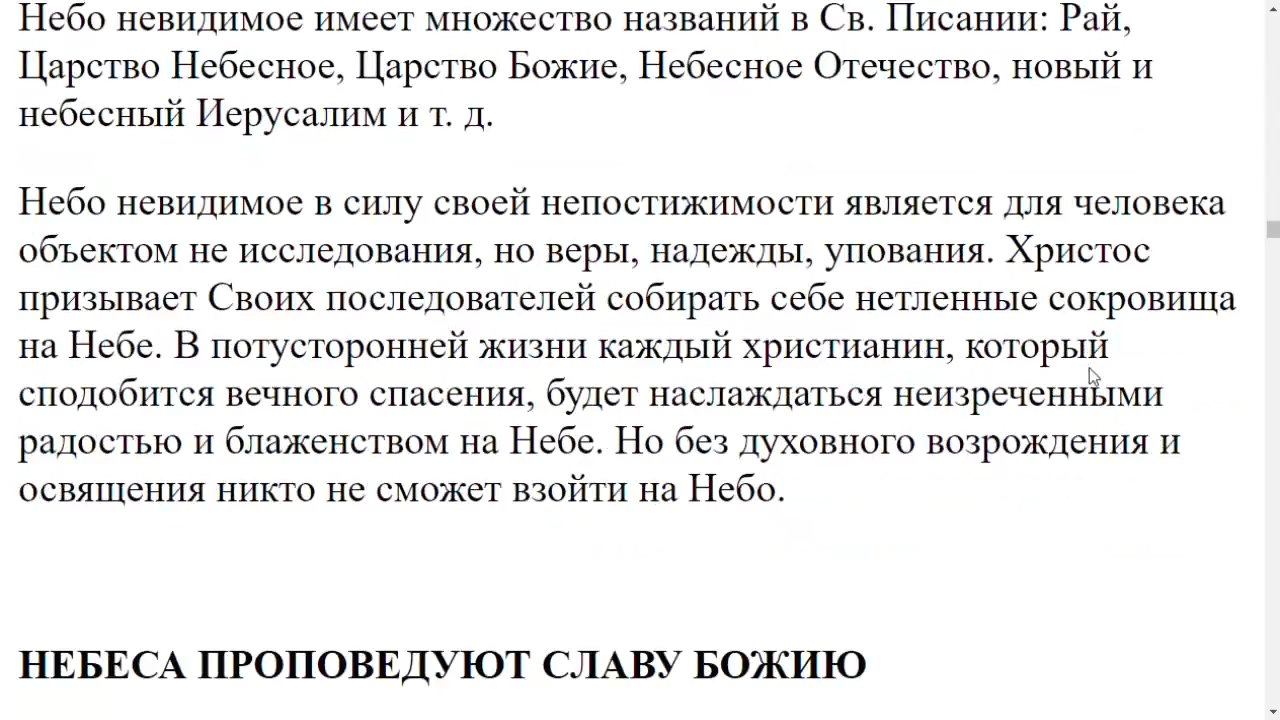 Небо невидимое имеет множество названий в Св. Писании: Рай,
Царство Небесное, Царство Божие, Небесное Отечество, новый и
небесный Иерусалим и т. д.
Небо невидимое в силу своей непостижимости является для человека
объектом не исследования, но веры, надежды, упования. Христос
призывает Своих последователей собирать себе нетленные сокровища
на Небе. В потусторонней жизни каждый христианин, который
сподобится вечного спасения, будет наслаждаться неизреченными
радостью и блаженством на Небе. Но без духовного возрождения и
освящения никто не сможет взойти на Небо.
НЕБЕСА ПРОПОВЕДУЮТ СЛАВУ БОЖИЮ